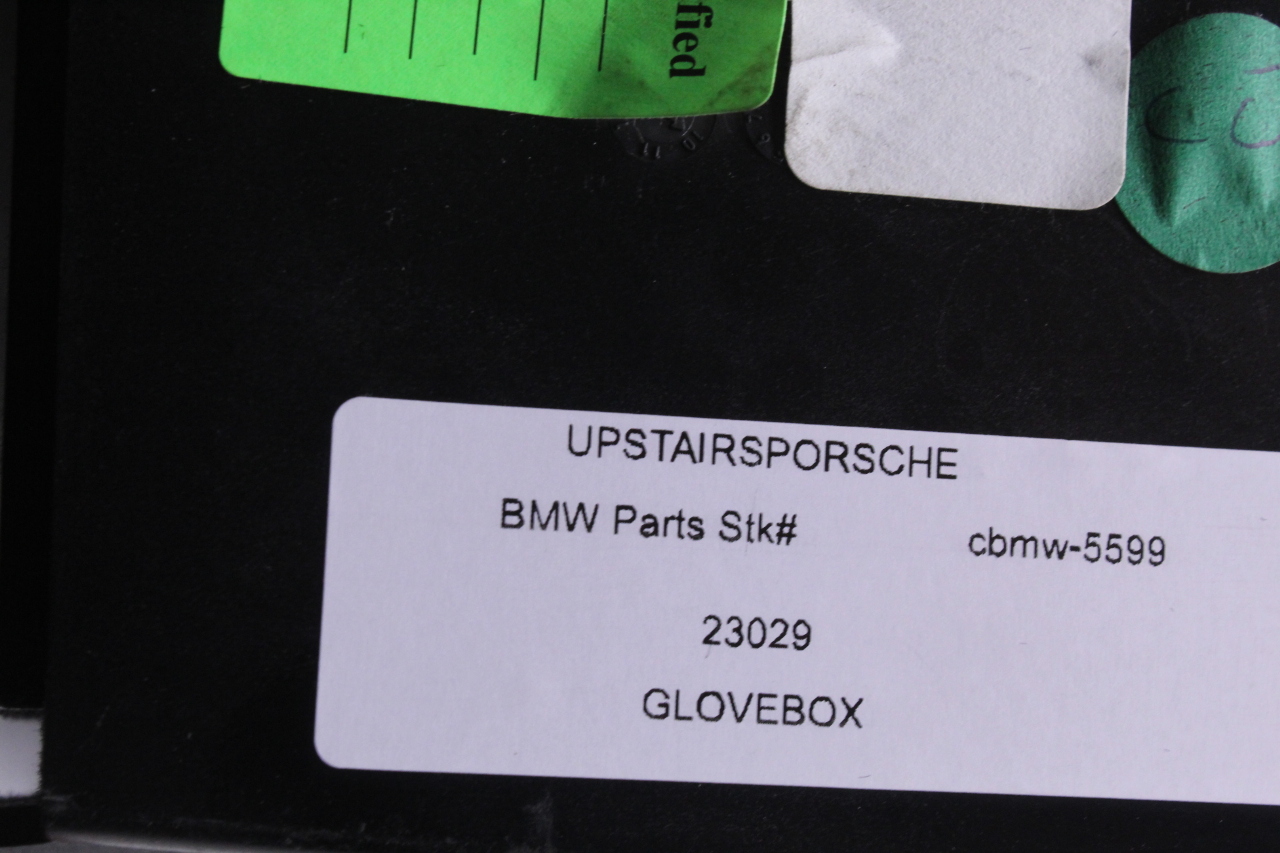 fied
UPSTAIRSPORSCHE
BMW Parts Stk# cbmw-5599
23029
GLOVEBOX